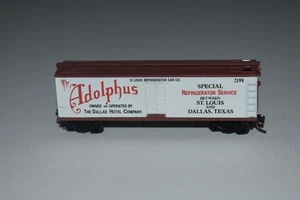 The Adolphus
OWNED AND OPERATED BY
THE DALLAS HOTEL COMPANY
ST. LOUIS REFRIGERATOR CAR CO.
2198
SPECIAL
REFRIGERATOR SERVICE
BETWEEN
ST. LOUIS
AND
DALLAS, TEXAS